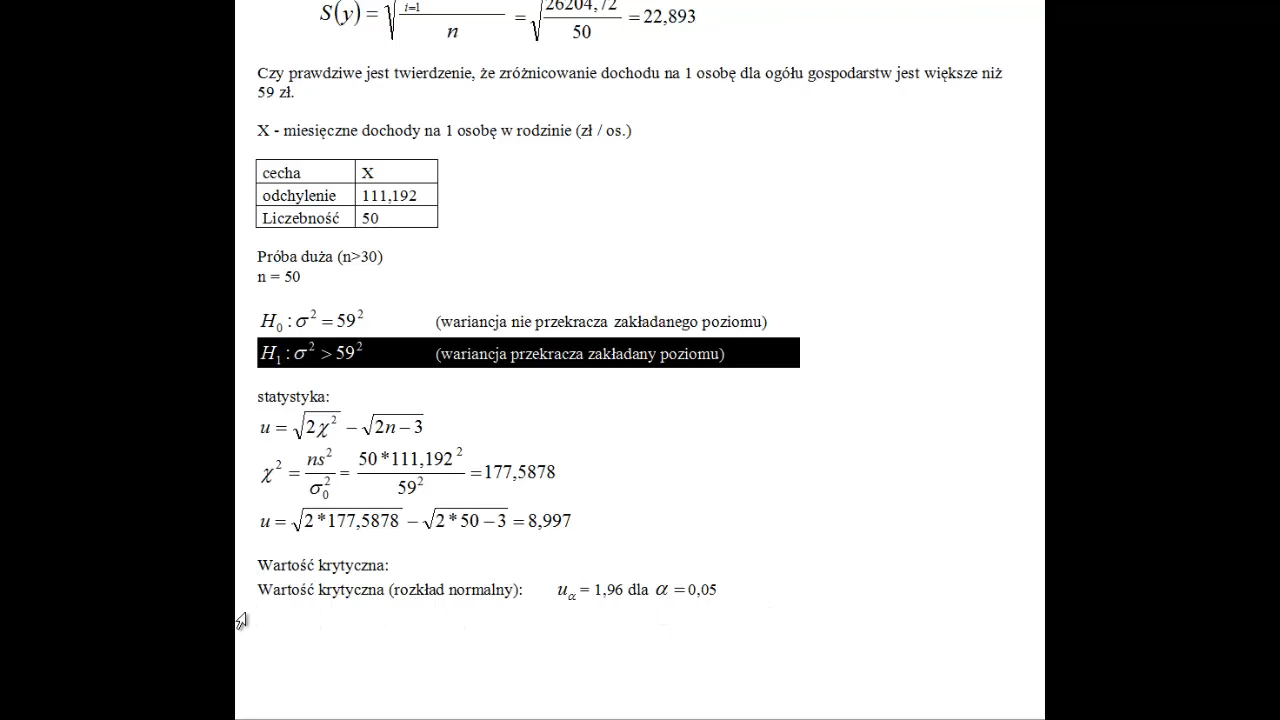 S(y) = √ i=1 n = √ 26204,72 50 = 22,893
Czy prawdziwe jest twierdzenie, że zróżnicowanie dochodu na 1 osobę dla ogółu gospodarstw jest większe niż
59 zł.
X - miesięczne dochody na 1 osobę w rodzinie (zł / os.)
cecha X
odchylenie 111,192
Liczebność 50
Próba duża (n>30)
n = 50
H₀ : σ² = 59² (wariancja nie przekracza zakładanego poziomu)
H₁ : σ² > 59² (wariancja przekracza zakładany poziomu)
statystyka:
u = √2χ² − √2n−3
χ² = ns² / σ₀² = 50*111,192² / 59² = 177,5878
u = √2*177,5878 − √2*50−3 = 8,997
Wartość krytyczna:
Wartość krytyczna (rozkład normalny): uα = 1,96 dla α = 0,05